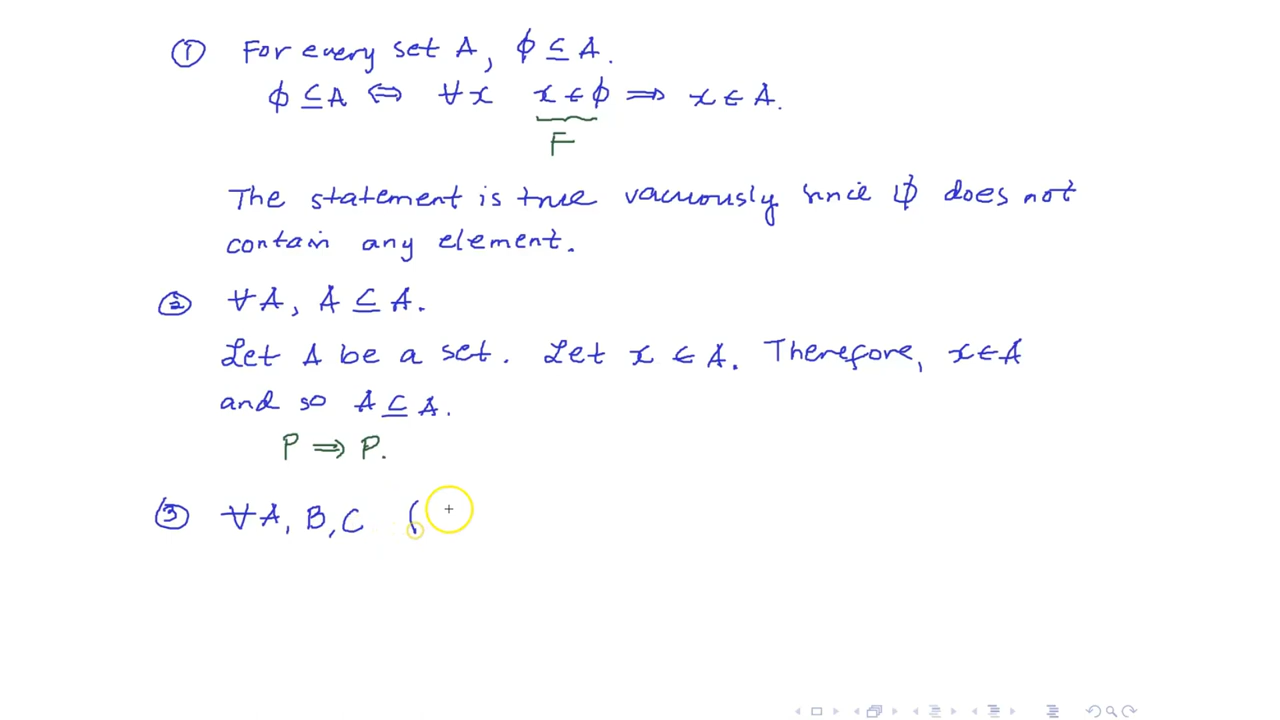 ① For every set A, ϕ ⊆ A.
ϕ ⊆ A ⇔ ∀x x ∈ ϕ ⇒ x ∈ A.
F
The statement is true vacuously since ϕ does not
contain any element.
② ∀A, A ⊆ A.
Let A be a set. Let x ∈ A. Therefore, x ∈ A
and so A ⊆ A.
P ⇒ P.
③ ∀A, B, C (